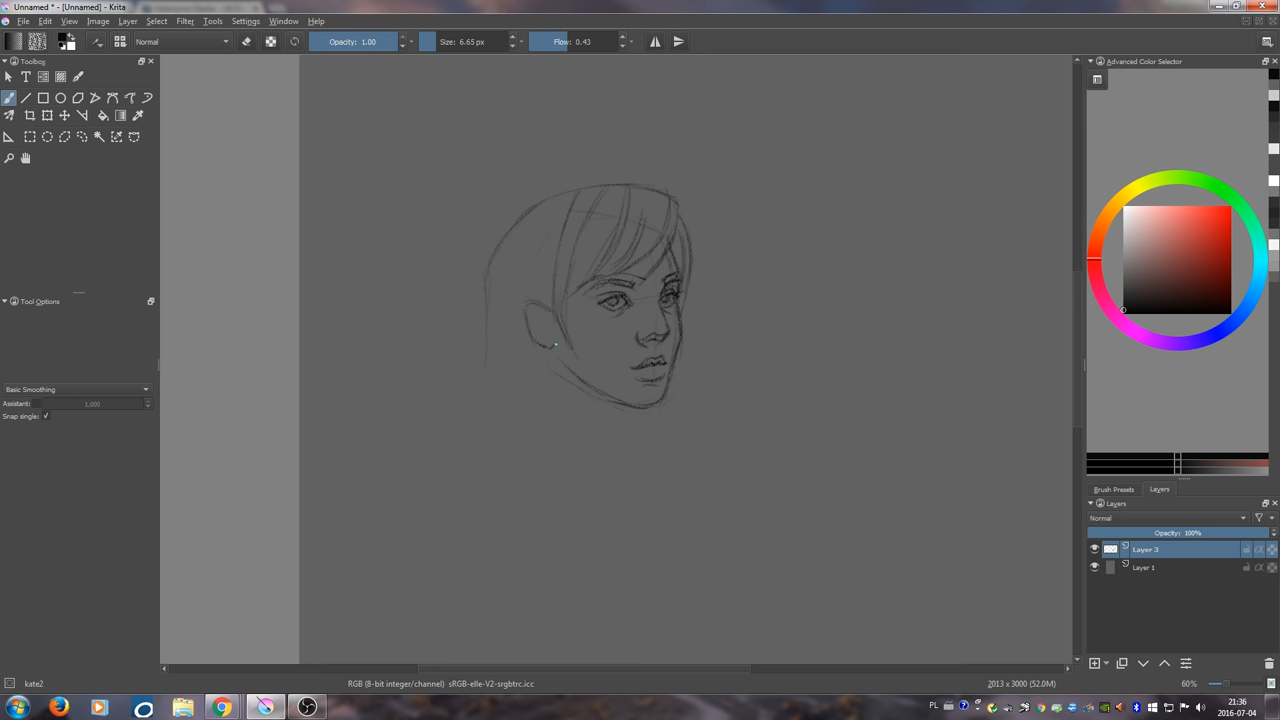 Unnamed * - [Unnamed] - Krita
File Edit View Image Layer Select Filter Tools Settings Window Help
Normal
Opacity: 1.00
Size: 6.65 px
Flow: 0.43
Toolbox
T
Tool Options
Basic Smoothing
Assistant: 1,000
Snap single:
Advanced Color Selector
Brush Presets Layers
Layers
Normal
Opacity: 100%
Layer 3
Layer 1
kate2
RGB (8-bit integer/channel) sRGB-elle-V2-srgbtrc.icc
2013 x 3000 (52.0M)
60%
PL
21:36
2016-07-04